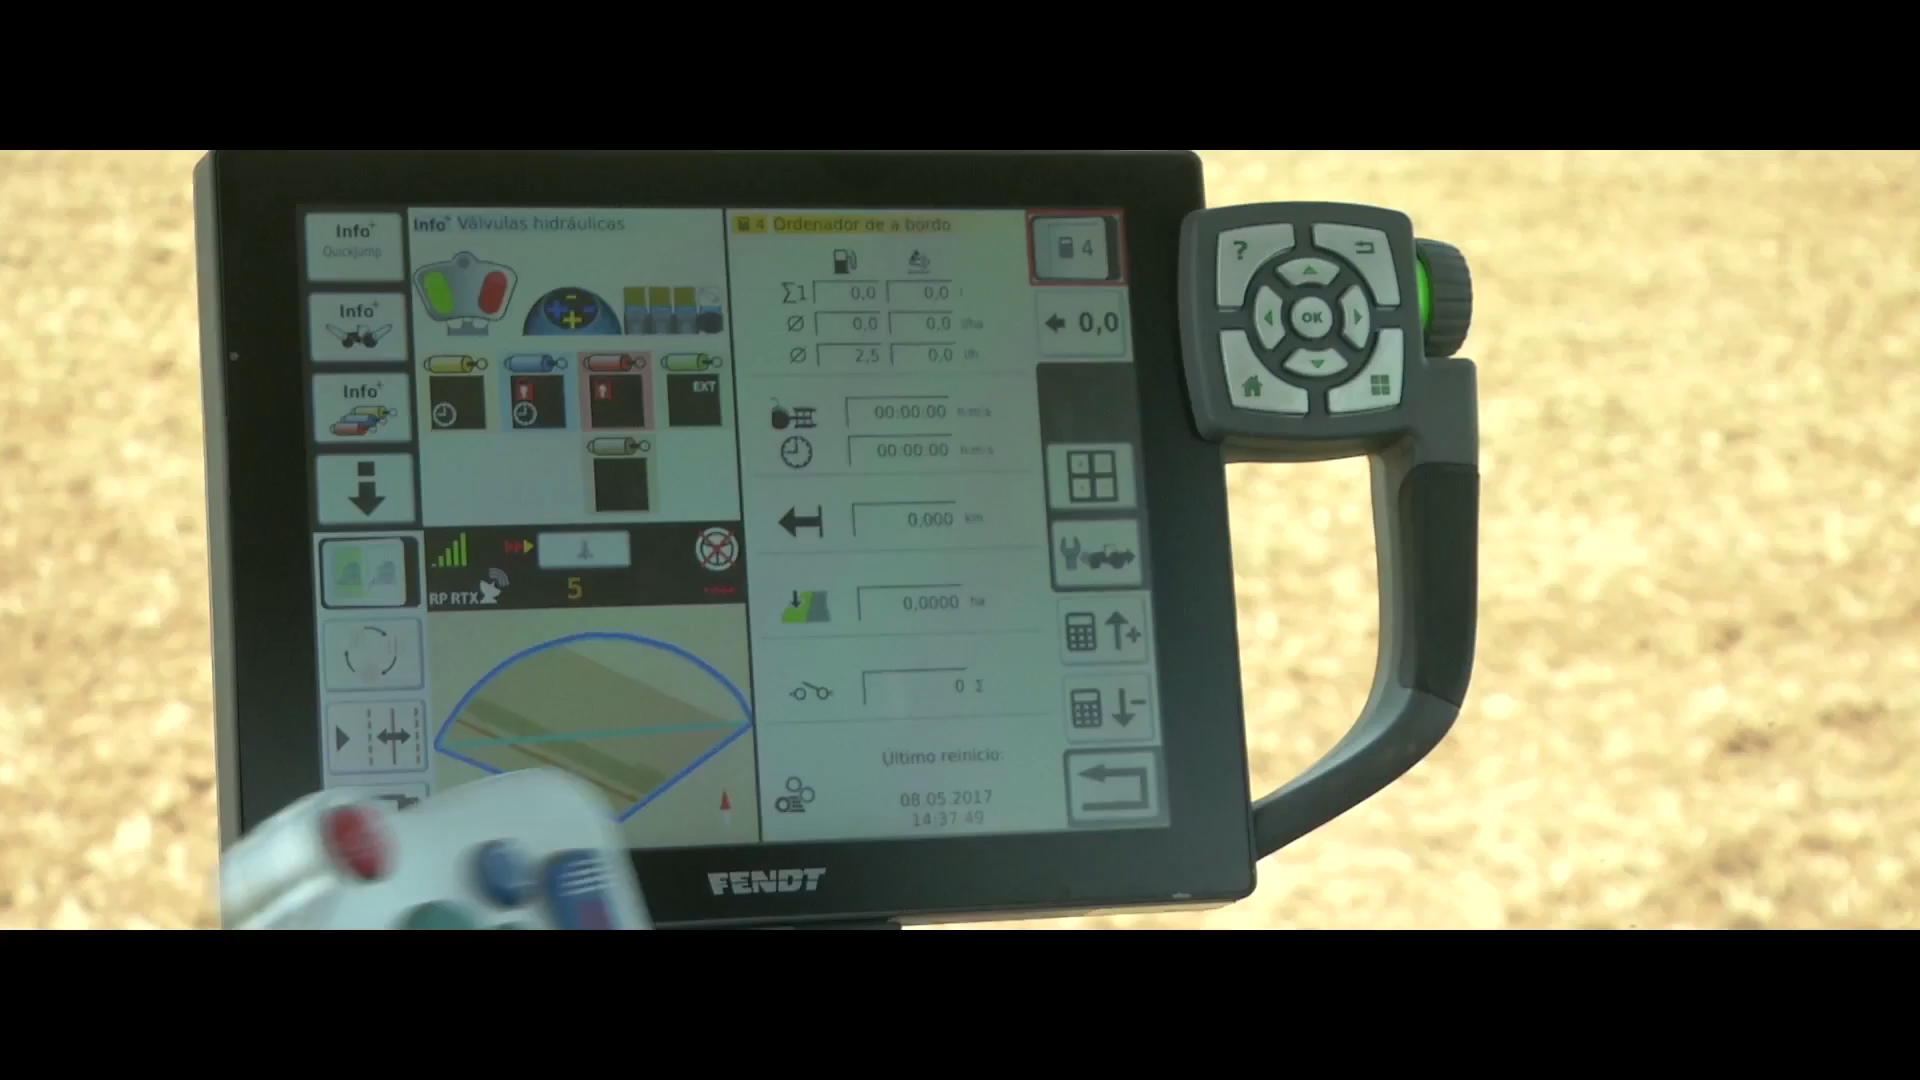 Info+
QuickJump
Info+
Info+
Info+ Válvulas hidráulicas
EXT
RP RTX
5
4 Ordenador de a bordo
Σ1 0,0 0,0 l
Ø 0,0 0,0 l/ha
Ø 2,5 0,0 l/h
00:00:00 h:m:s
00:00:00 h:m:s
0,000 km
0,0000 ha
0 Σ
Último reinicio:
08.05.2017
14:37:49
4
0,0
?
OK
FENDT